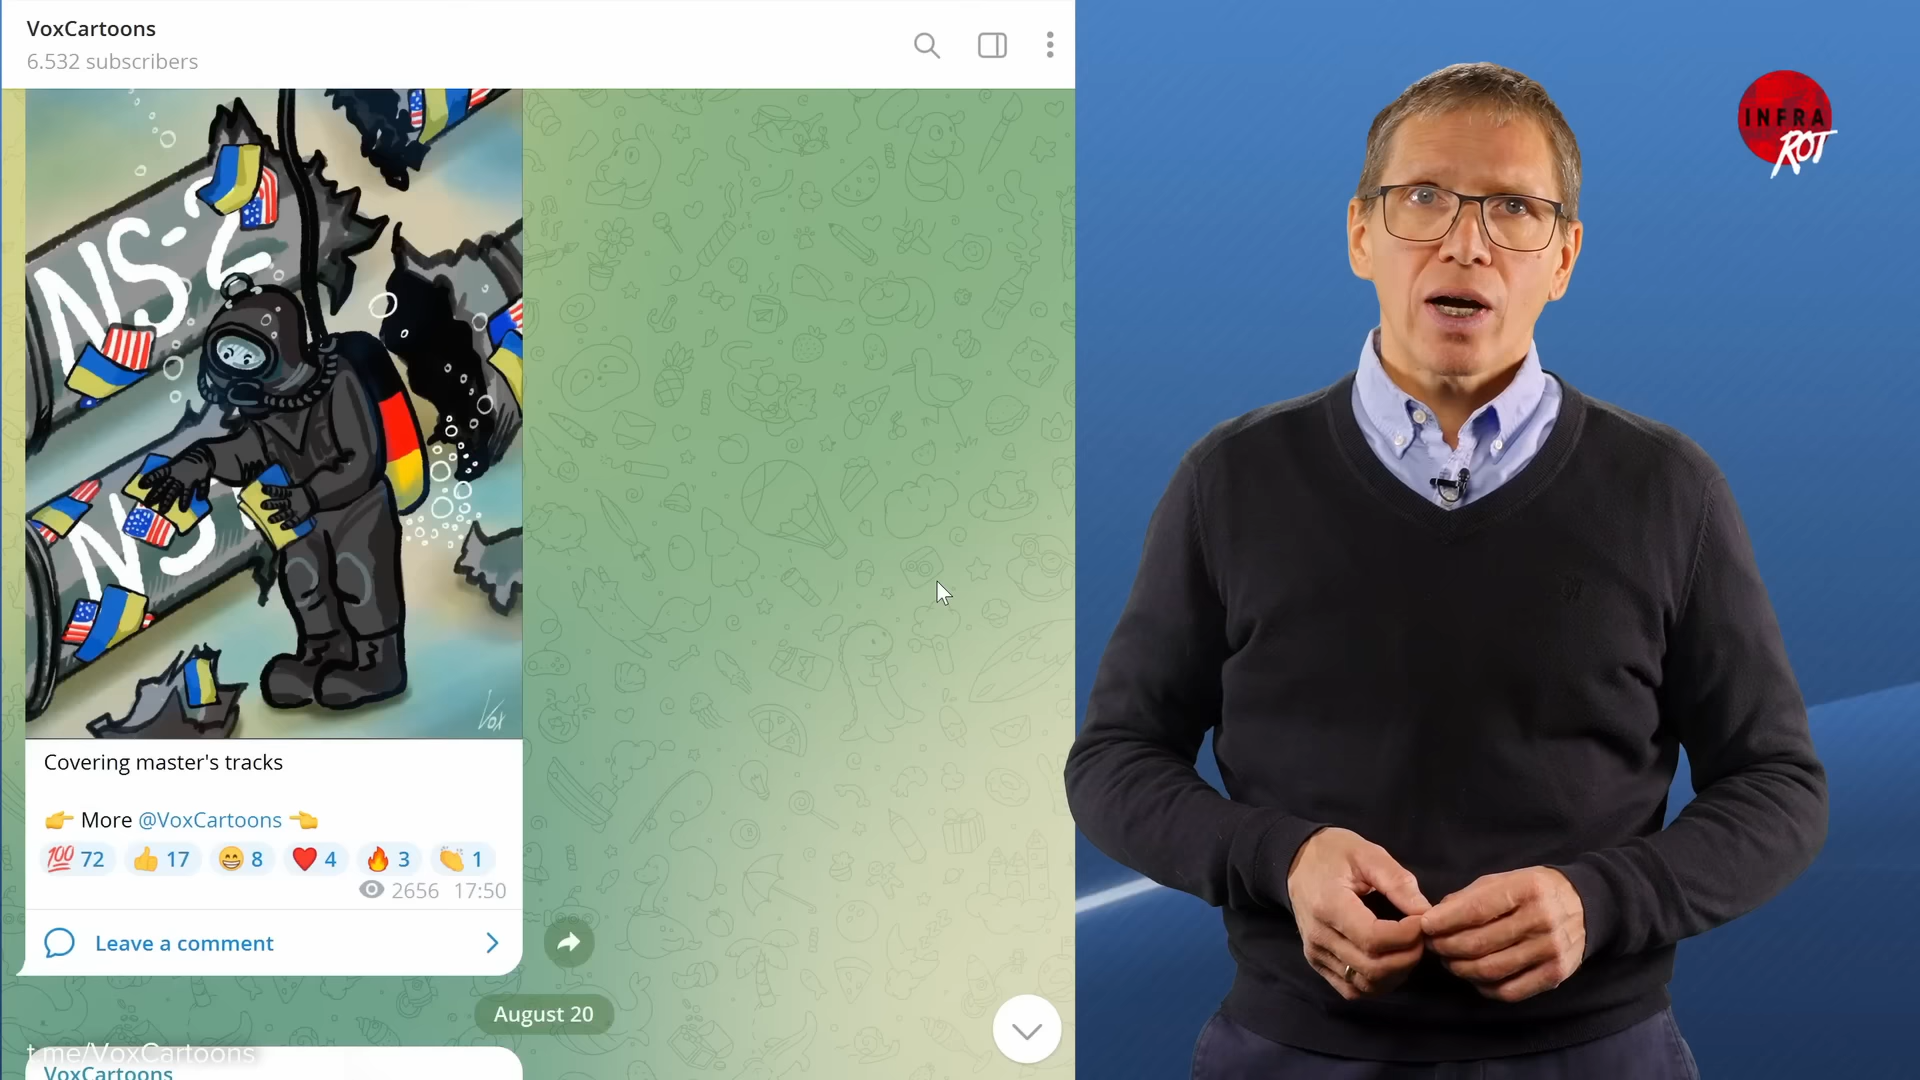 VoxCartoons
6.532 subscribers
INFRA
ROT
NS-2
NS
Vox
Covering master's tracks
👉 More @VoxCartoons 👈
💯 72 👍 17 😁 8 ❤️ 4 🔥 3 👏 1
2656 17:50
Leave a comment
August 20
t.me/VoxCartoons
VoxCartoons